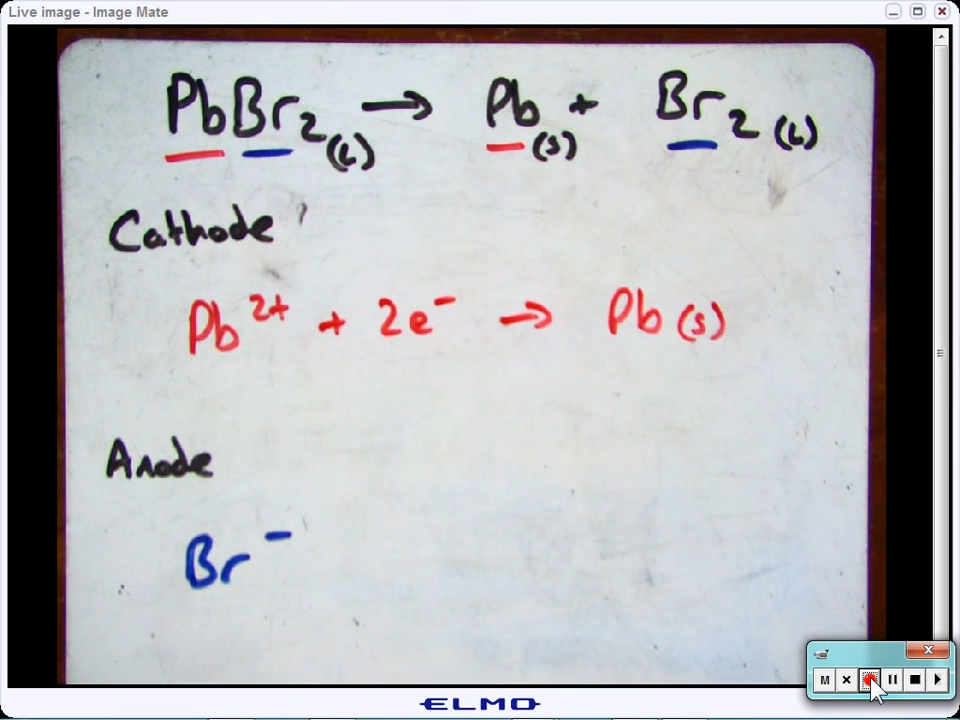 Live image - Image Mate
PbBr₂(l) → Pb(s) + Br₂(l)
Cathode
Pb²⁺ + 2e⁻ → Pb(s)
Anode
Br⁻
ELMO
M